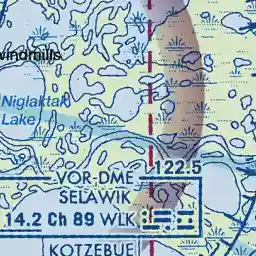 windmills
Niglaktak
Lake
122.5
VOR-DME
SELAWIK
14.2 Ch 89 WLK
KOTZEBUE